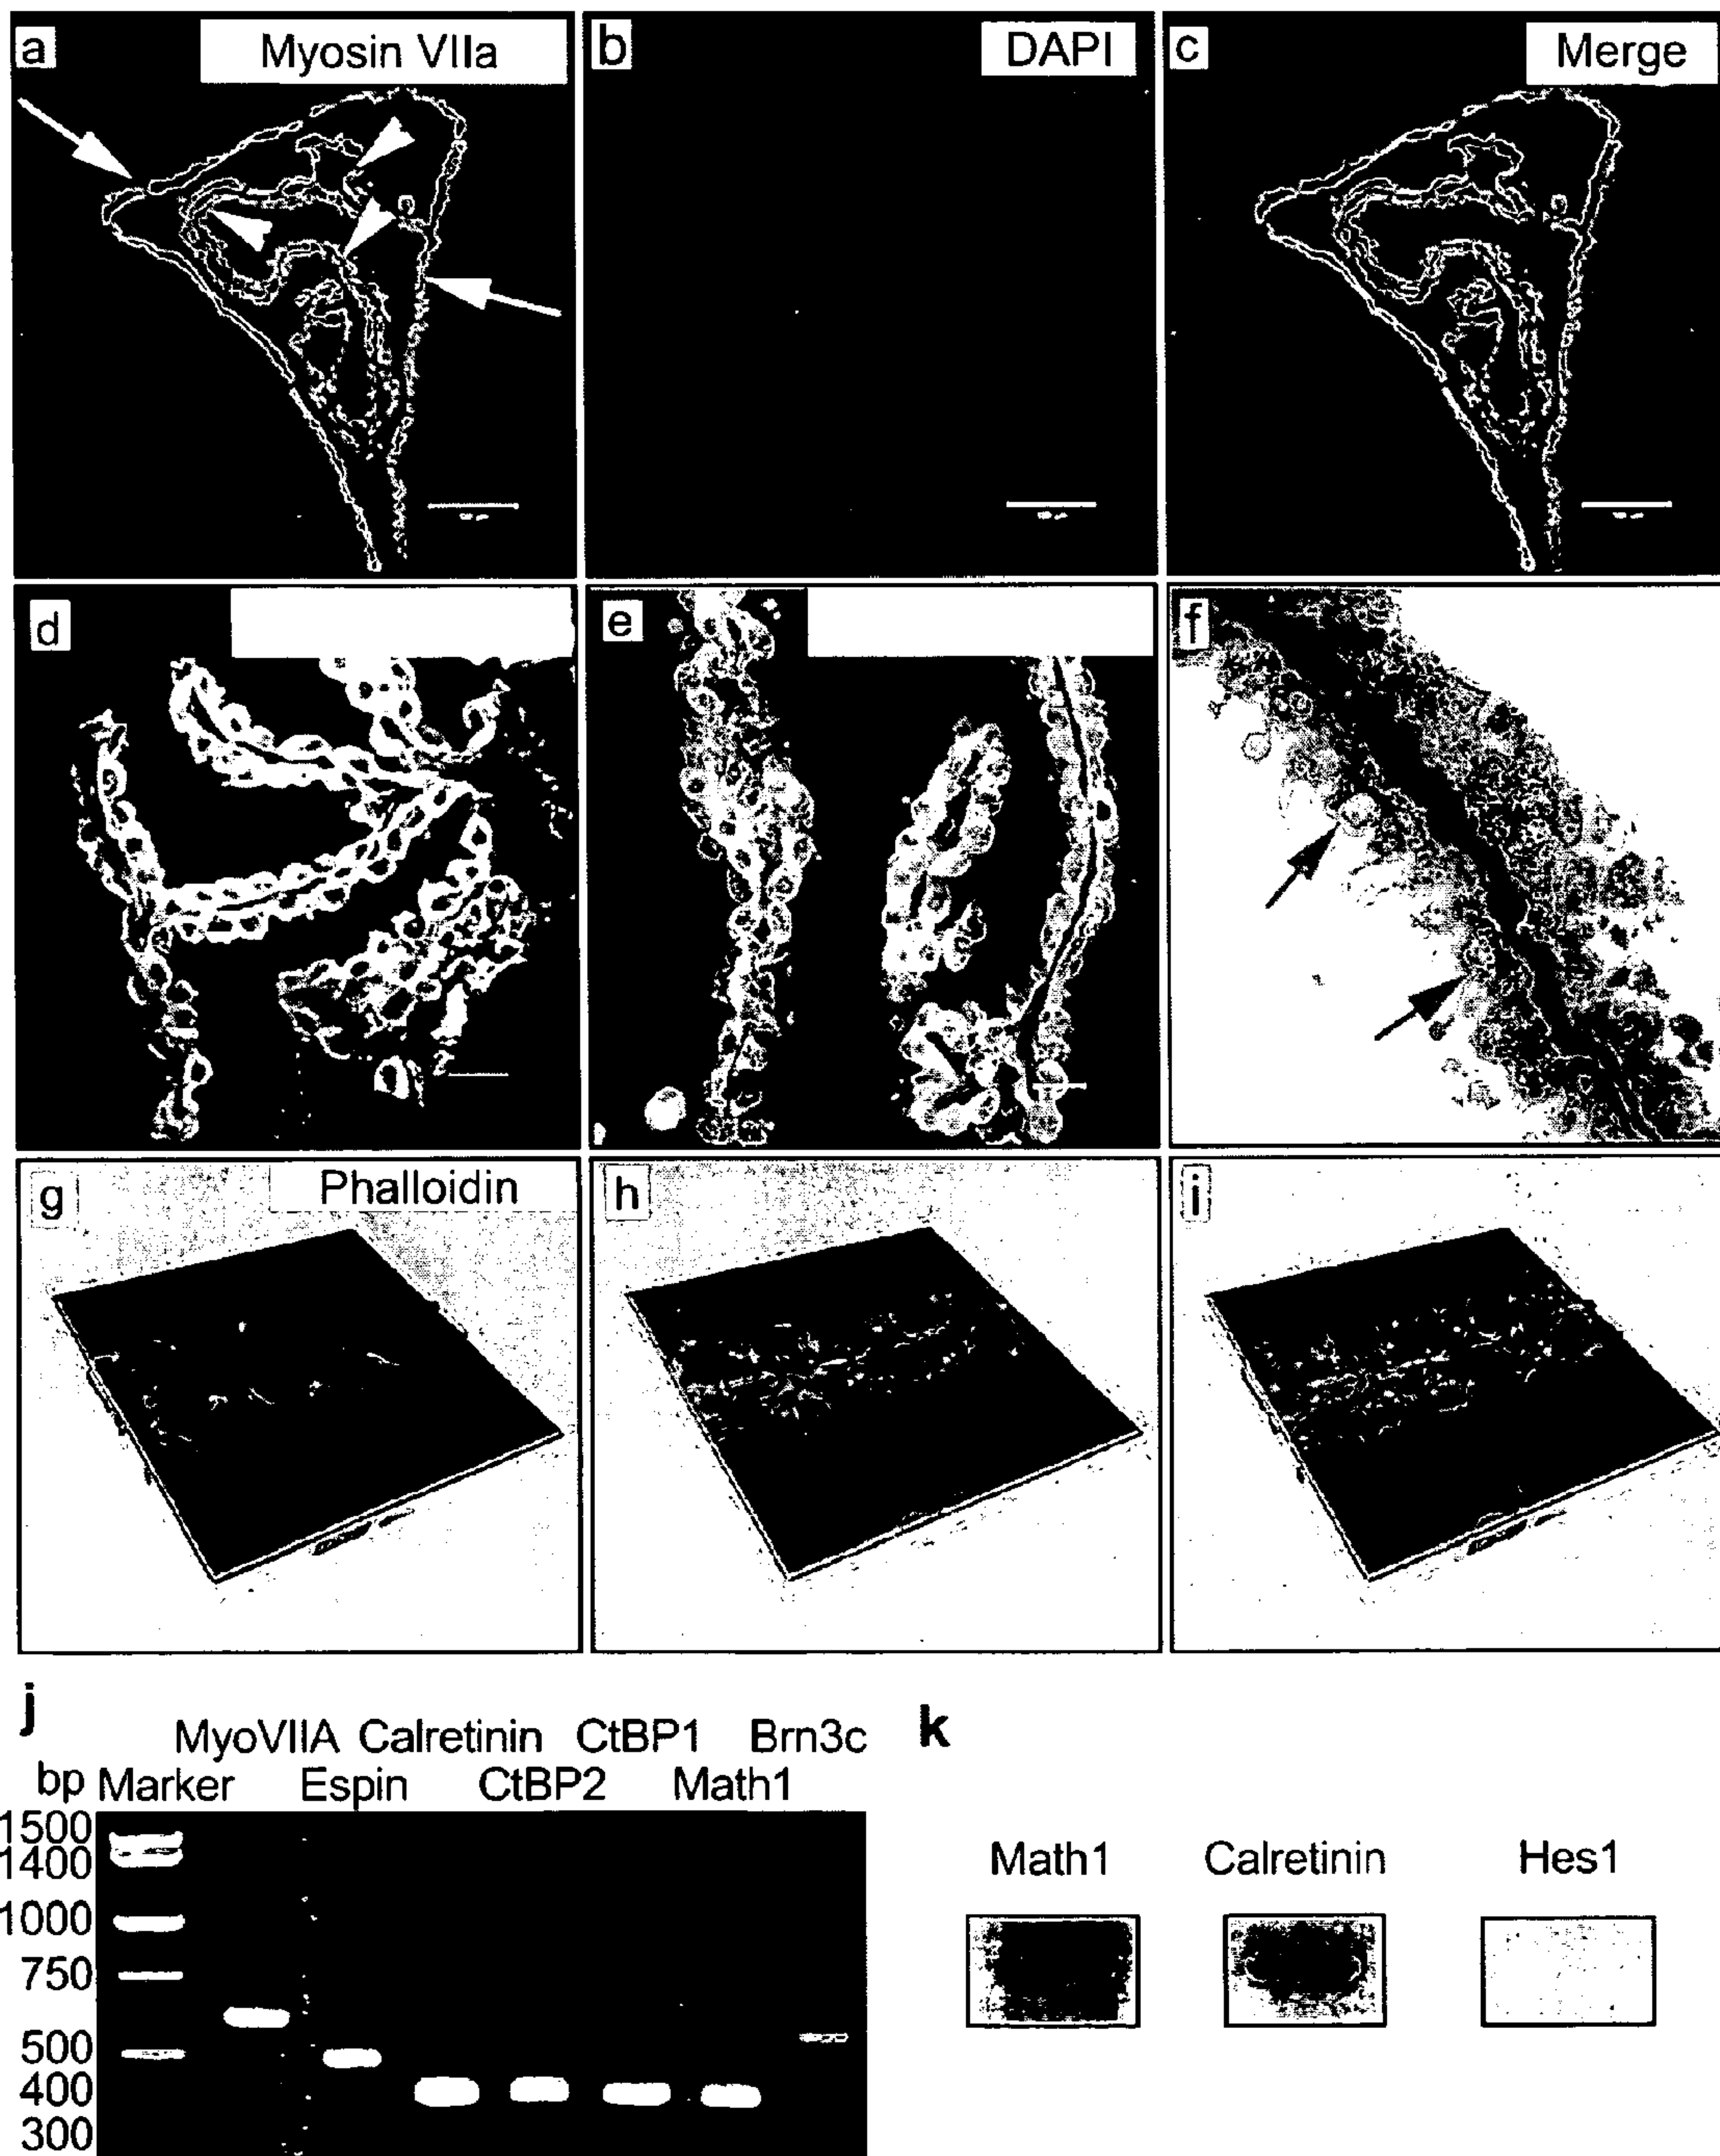 a Myosin VIIa
b DAPI
c Merge
d
e
f
g Phalloidin
h
i
j
MyoVIIA Calretinin CtBP1 Brn3c
bp Marker Espin CtBP2 Math1
1500
1400
1000
750
500
400
300
k
Math1 Calretinin Hes1